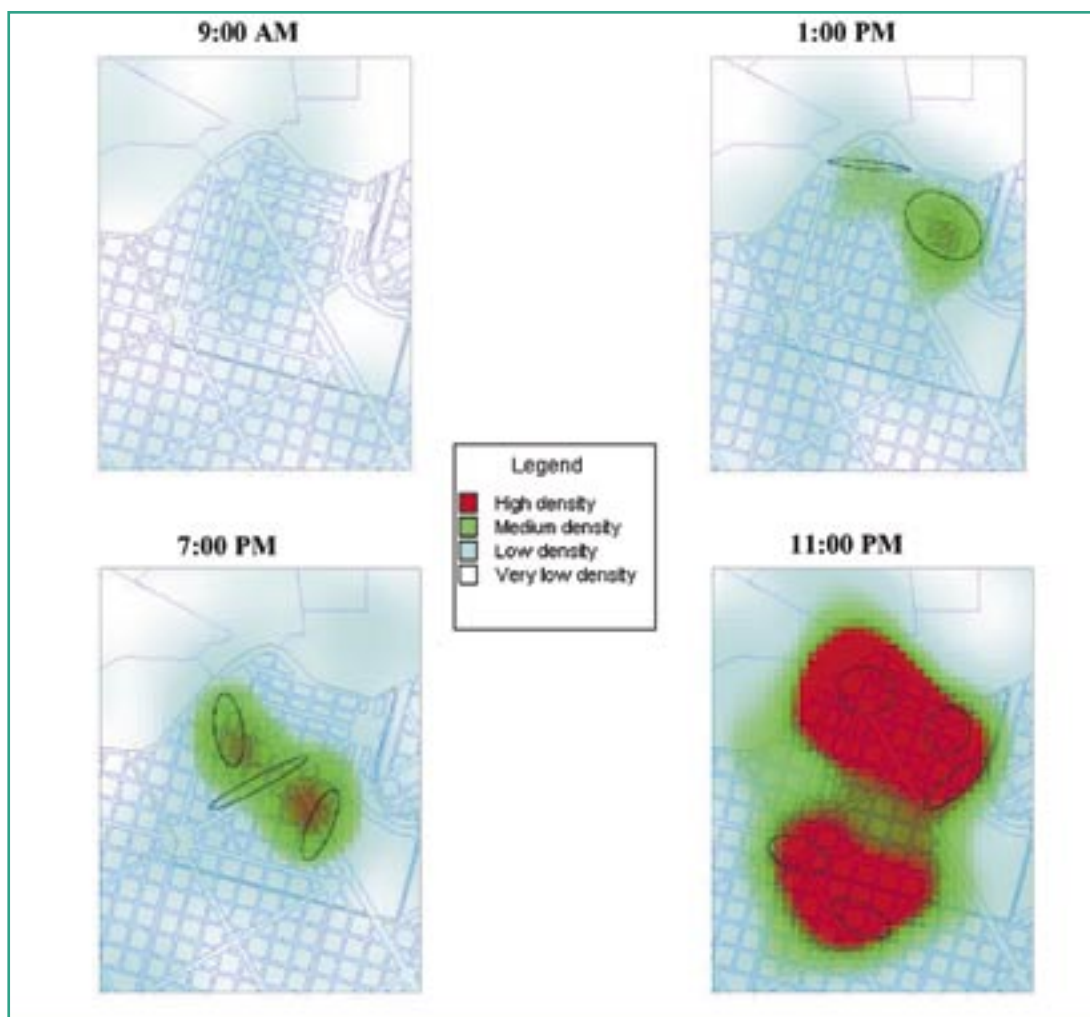 9:00 AM
1:00 PM
Legend
High density
Medium density
Low density
Very low density
7:00 PM
11:00 PM